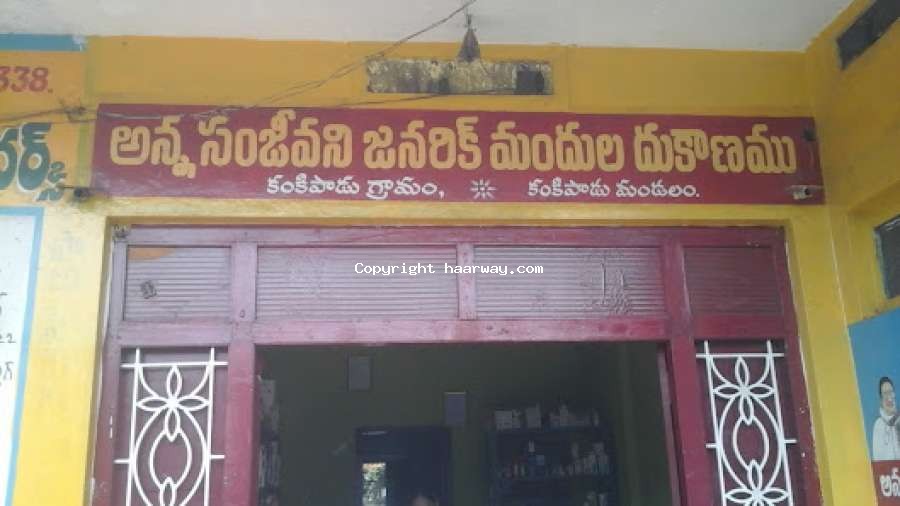 338.
అన్న సంజీవని జనరిక్ మందుల దుకాణము
కంకిపాడు గ్రామం, కంకిపాడు మండలం.
Copyright haarway.com